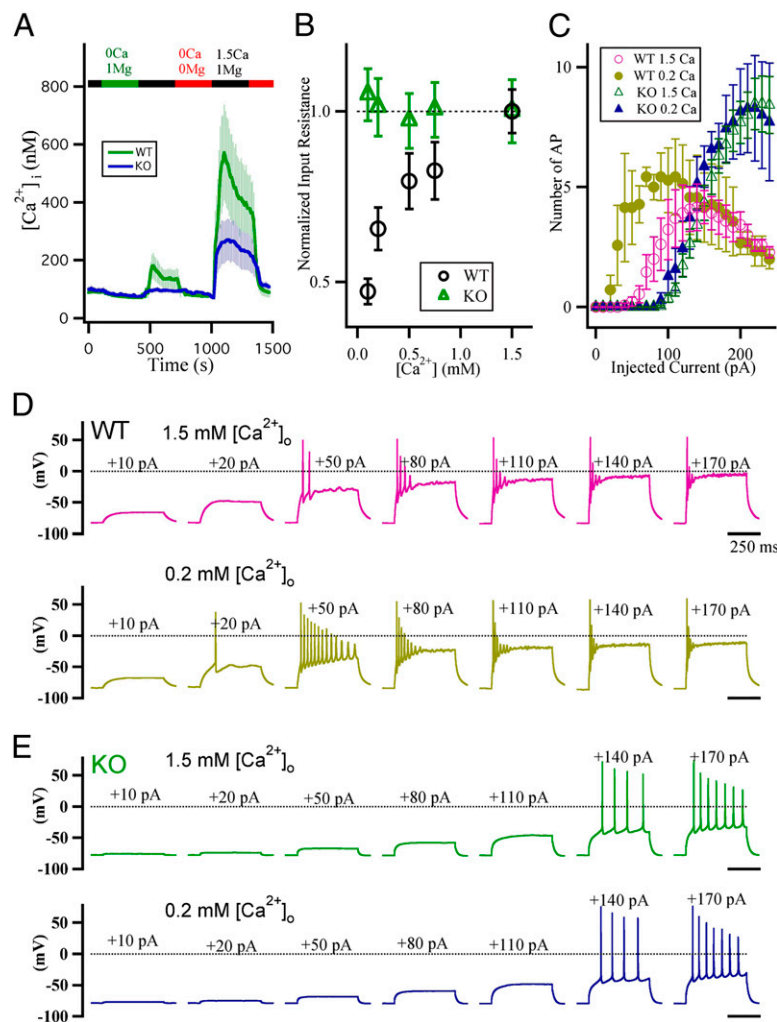 A
0Ca 0Ca 1.5Ca
1Mg 0Mg 1Mg
800
600
400
200
0
[Ca²⁺]ᵢ (nM)
WT
KO
0 500 1000 1500
Time (s)
B
Normalized Input Resistance
1.0
0.5
WT
KO
0.0 0.5 1.0 1.5
[Ca²⁺] (mM)
C
WT 1.5 Ca
WT 0.2 Ca
KO 1.5 Ca
KO 0.2 Ca
10
5
0
Number of AP
0 100 200
Injected Current (pA)
D
WT
1.5 mM [Ca²⁺]ₒ
50
0
-50
-100
(mV)
+10 pA +20 pA +50 pA +80 pA +110 pA +140 pA +170 pA
250 ms
0.2 mM [Ca²⁺]ₒ
50
0
-50
-100
(mV)
+10 pA +20 pA +50 pA +80 pA +110 pA +140 pA +170 pA
E
KO
1.5 mM [Ca²⁺]ₒ
50
0
-50
-100
(mV)
+10 pA +20 pA +50 pA +80 pA +110 pA +140 pA +170 pA
0.2 mM [Ca²⁺]ₒ
50
0
-50
-100
(mV)
+10 pA +20 pA +50 pA +80 pA +110 pA +140 pA +170 pA